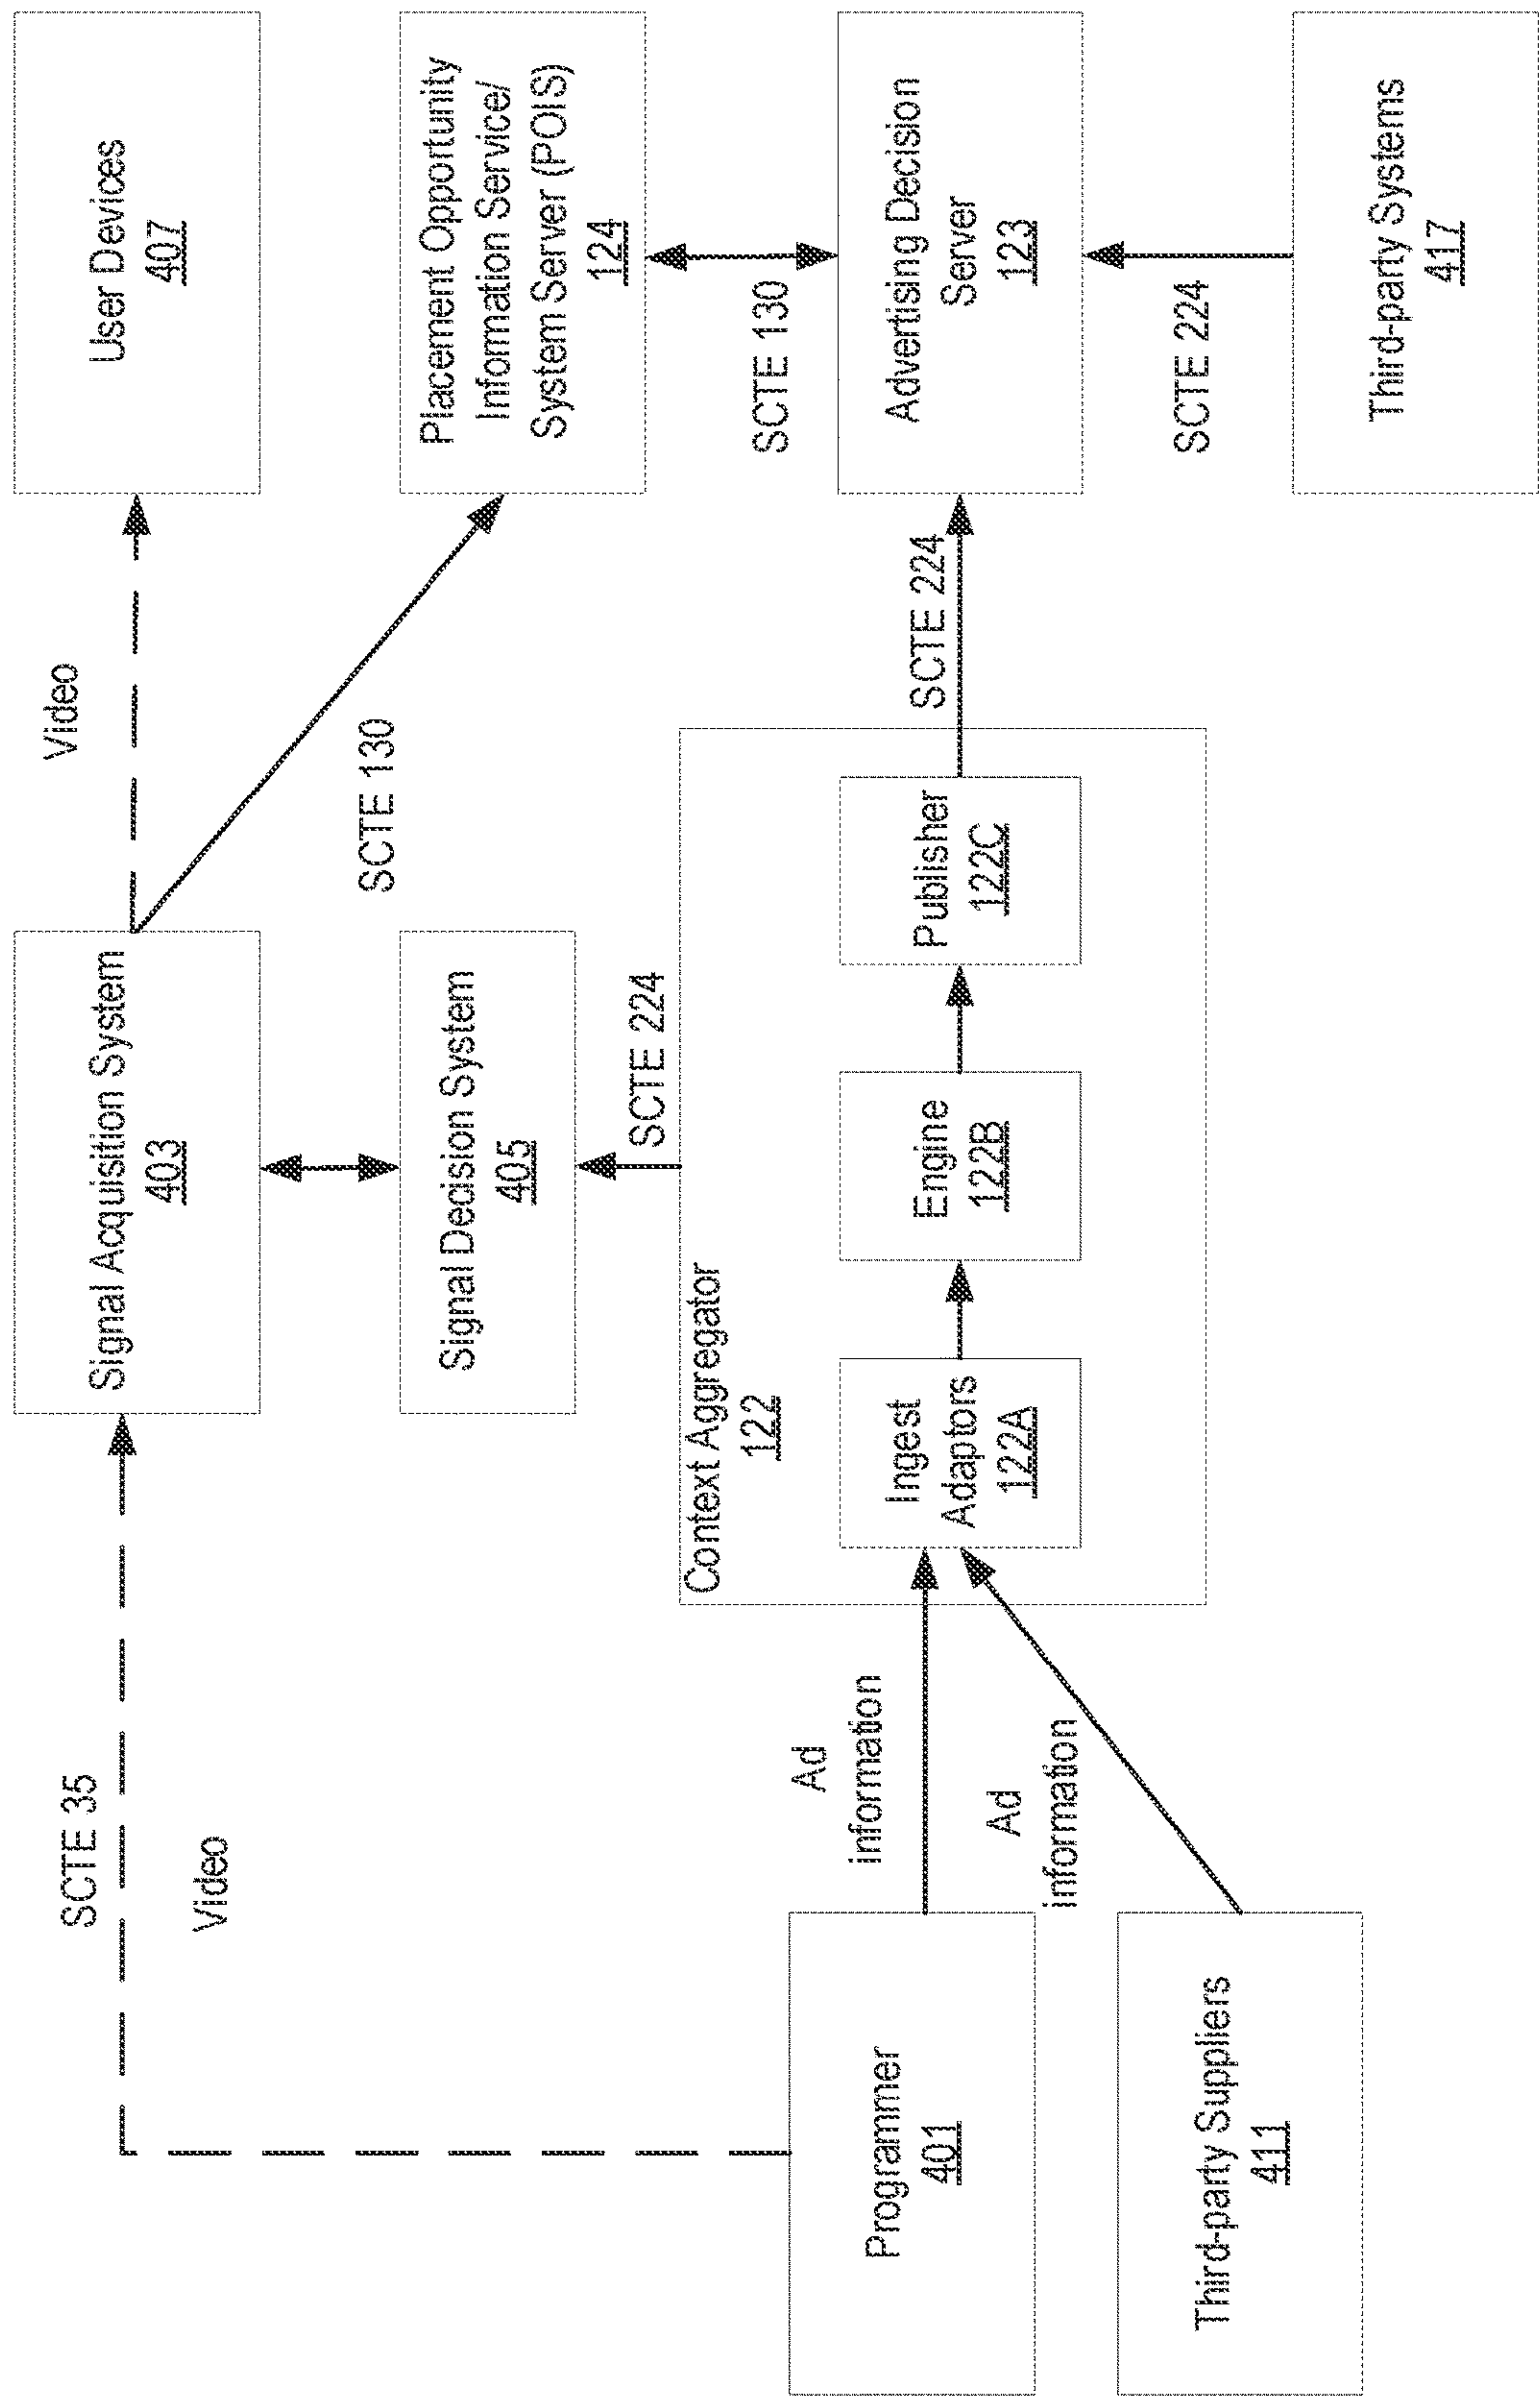 SCTE 35
Video
Signal Acquisition System
403
Video
User Devices
407
Signal Decision System
405
SCTE 130
Placement Opportunity
Information Service/
System Server (POIS)
124
SCTE 224
SCTE 130
Context Aggregator
122
Programmer
401
Ad
information
Ingest
Adaptors
122A
Engine
122B
Publisher
122C
SCTE 224
Advertising Decision
Server
123
Ad
information
Third-party Suppliers
411
SCTE 224
Third-party Systems
417